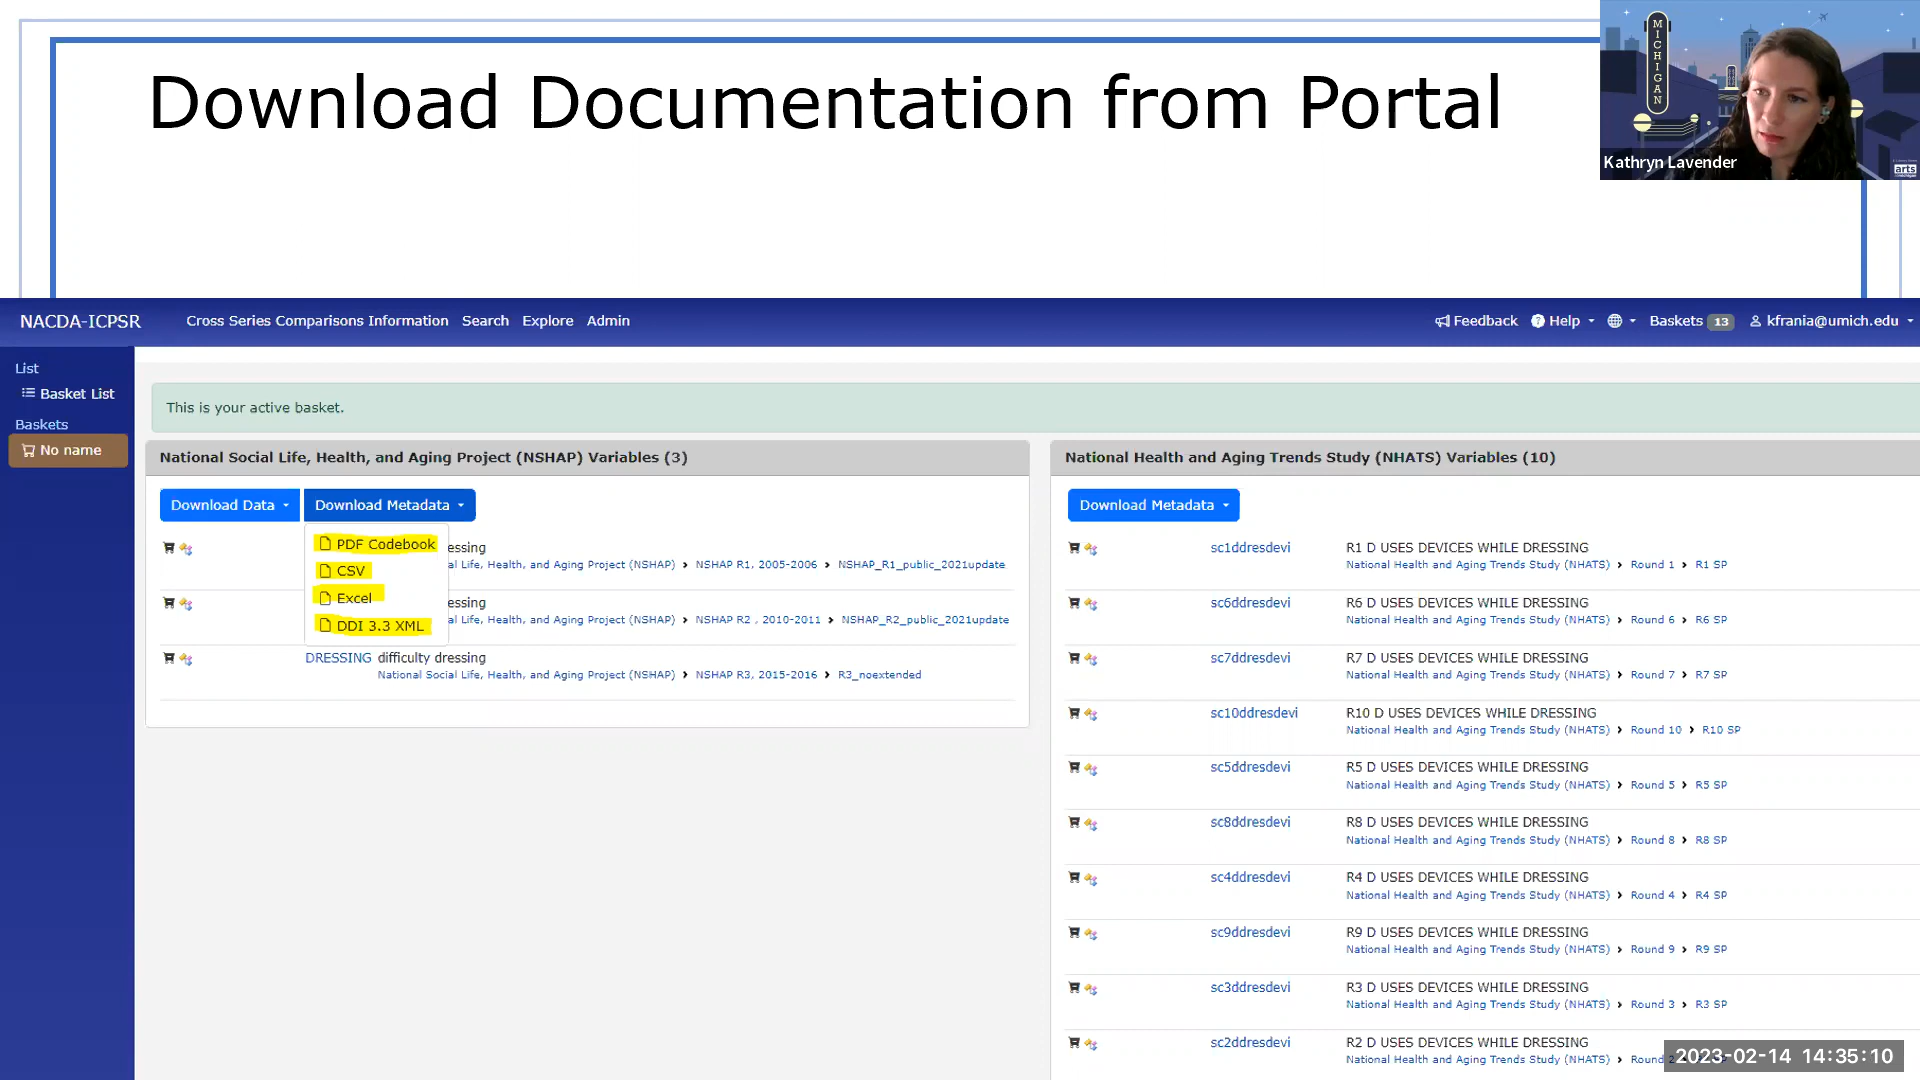 Download Documentation from Portal
MICHIGAN
Kathryn Lavender
arts
NACDA-ICPSR
Cross Series Comparisons Information Search Explore Admin
Feedback Help Baskets 13 kfrania@umich.edu
List
Basket List
Baskets
No name
This is your active basket.
National Social Life, Health, and Aging Project (NSHAP) Variables (3)
Download Data Download Metadata
PDF Codebook
CSV
Excel
DDI 3.3 XML
essing
al Life, Health, and Aging Project (NSHAP) > NSHAP R1, 2005-2006 > NSHAP_R1_public_2021update
essing
al Life, Health, and Aging Project (NSHAP) > NSHAP R2 , 2010-2011 > NSHAP_R2_public_2021update
DRESSING difficulty dressing
National Social Life, Health, and Aging Project (NSHAP) > NSHAP R3, 2015-2016 > R3_noextended
National Health and Aging Trends Study (NHATS) Variables (10)
Download Metadata
sc1ddresdevi R1 D USES DEVICES WHILE DRESSING
National Health and Aging Trends Study (NHATS) > Round 1 > R1 SP
sc6ddresdevi R6 D USES DEVICES WHILE DRESSING
National Health and Aging Trends Study (NHATS) > Round 6 > R6 SP
sc7ddresdevi R7 D USES DEVICES WHILE DRESSING
National Health and Aging Trends Study (NHATS) > Round 7 > R7 SP
sc10ddresdevi R10 D USES DEVICES WHILE DRESSING
National Health and Aging Trends Study (NHATS) > Round 10 > R10 SP
sc5ddresdevi R5 D USES DEVICES WHILE DRESSING
National Health and Aging Trends Study (NHATS) > Round 5 > R5 SP
sc8ddresdevi R8 D USES DEVICES WHILE DRESSING
National Health and Aging Trends Study (NHATS) > Round 8 > R8 SP
sc4ddresdevi R4 D USES DEVICES WHILE DRESSING
National Health and Aging Trends Study (NHATS) > Round 4 > R4 SP
sc9ddresdevi R9 D USES DEVICES WHILE DRESSING
National Health and Aging Trends Study (NHATS) > Round 9 > R9 SP
sc3ddresdevi R3 D USES DEVICES WHILE DRESSING
National Health and Aging Trends Study (NHATS) > Round 3 > R3 SP
sc2ddresdevi R2 D USES DEVICES WHILE DRESSING
National Health and Aging Trends Study (NHATS) > Round
2023-02-14 14:35:10